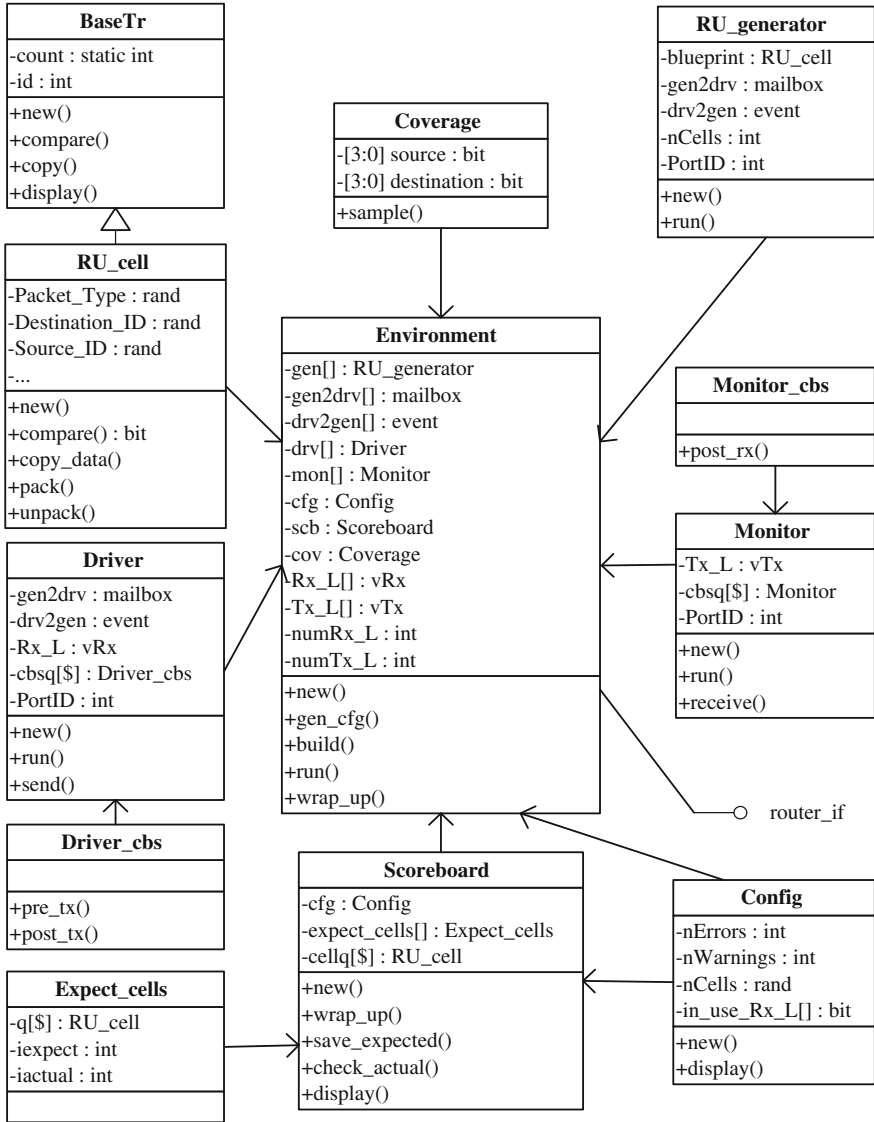 BaseTr
-count : static int
-id : int
+new()
+compare()
+copy()
+display()
RU_cell
-Packet_Type : rand
-Destination_ID : rand
-Source_ID : rand
-...
+new()
+compare() : bit
+copy_data()
+pack()
+unpack()
Driver
-gen2drv : mailbox
-drv2gen : event
-Rx_L : vRx
-cbsq[$] : Driver_cbs
-PortID : int
+new()
+run()
+send()
Driver_cbs
+pre_tx()
+post_tx()
Expect_cells
-q[$] : RU_cell
-iexpect : int
-iactual : int
Coverage
-[3:0] source : bit
-[3:0] destination : bit
+sample()
Environment
-gen[] : RU_generator
-gen2drv[] : mailbox
-drv2gen[] : event
-drv[] : Driver
-mon[] : Monitor
-cfg : Config
-scb : Scoreboard
-cov : Coverage
-Rx_L[] : vRx
-Tx_L[] : vTx
-numRx_L : int
-numTx_L : int
+new()
+gen_cfg()
+build()
+run()
+wrap_up()
Scoreboard
-cfg : Config
-expect_cells[] : Expect_cells
-cellq[$] : RU_cell
+new()
+wrap_up()
+save_expected()
+check_actual()
+display()
RU_generator
-blueprint : RU_cell
-gen2drv : mailbox
-drv2gen : event
-nCells : int
-PortID : int
+new()
+run()
Monitor_cbs
+post_rx()
Monitor
-Tx_L : vTx
-cbsq[$] : Monitor
-PortID : int
+new()
+run()
+receive()
router_if
Config
-nErrors : int
-nWarnings : int
-nCells : rand
-in_use_Rx_L[] : bit
+new()
+display()